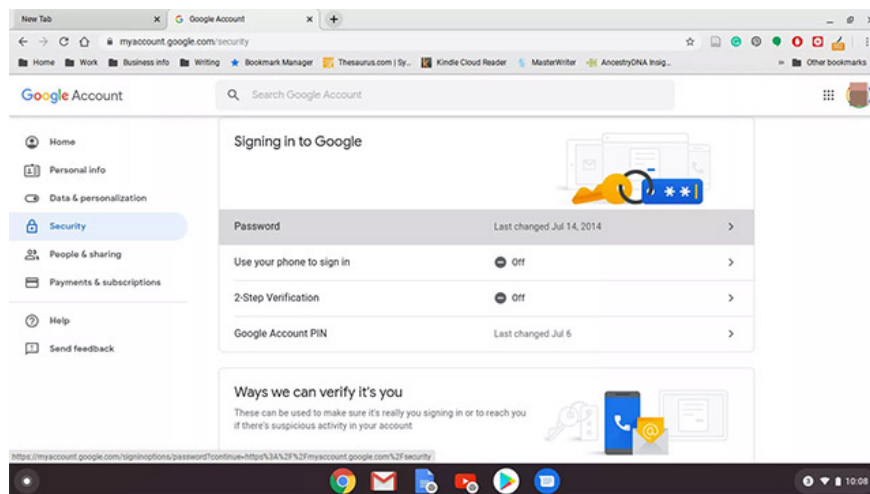 New Tab
Google Account
myaccount.google.com/security
Home Work Business info Writing Bookmark Manager Thesaurus.com | Sy... Kindle Cloud Reader MasterWriter AncestryDNA Insig... Other bookmarks
Google Account
Search Google Account
Home
Personal info
Data & personalization
Security
People & sharing
Payments & subscriptions
Help
Send feedback
Signing in to Google
**
Password Last changed Jul 14, 2014
Use your phone to sign in Off
2-Step Verification Off
Google Account PIN Last changed Jul 6
Ways we can verify it's you
These can be used to make sure it's really you signing in or to reach you
if there's suspicious activity in your account
@
https://myaccount.google.com/signinoptions/password?continue=https%3A%2F%2Fmyaccount.google.com%2Fsecurity
3 10:08